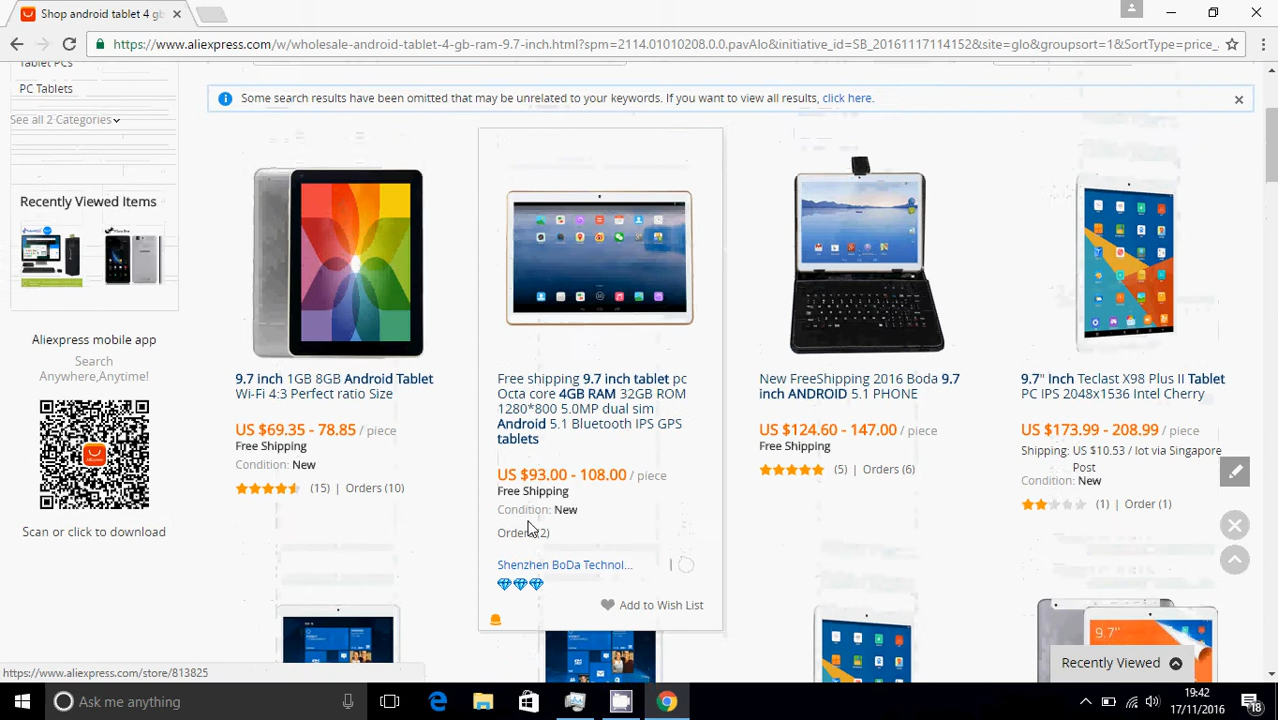 Shop android tablet 4 gb
https://www.aliexpress.com/w/wholesale-android-tablet-4-gb-ram-9.7-inch.html?spm=2114.01010208.0.0.pavAlo&initiative_id=SB_20161117114152&site=glo&groupsort=1&SortType=price_
Tablet PCs
PC Tablets
See all 2 Categories
Some search results have been omitted that may be unrelated to your keywords. If you want to view all results, click here.
Recently Viewed Items
Aliexpress mobile app
Search
Anywhere,Anytime!
Scan or click to download
9.7 inch 1GB 8GB Android Tablet
Wi-Fi 4:3 Perfect ratio Size
US $69.35 - 78.85 / piece
Free Shipping
Condition: New
(15) | Orders (10)
Free shipping 9.7 inch tablet pc
Octa core 4GB RAM 32GB ROM
1280*800 5.0MP dual sim
Android 5.1 Bluetooth IPS GPS
tablets
US $93.00 - 108.00 / piece
Free Shipping
Condition: New
Orders (2)
Shenzhen BoDa Technol...
Add to Wish List
New FreeShipping 2016 Boda 9.7
inch ANDROID 5.1 PHONE
US $124.60 - 147.00 / piece
Free Shipping
(5) | Orders (6)
9.7" Inch Teclast X98 Plus II Tablet
PC IPS 2048x1536 Intel Cherry
US $173.99 - 208.99 / piece
Shipping: US $10.53 / lot via Singapore
Post
Condition: New
(1) | Order (1)
9.7"
Recently Viewed
https://www.aliexpress.com/store/813825
Ask me anything
19:42
17/11/2016
18